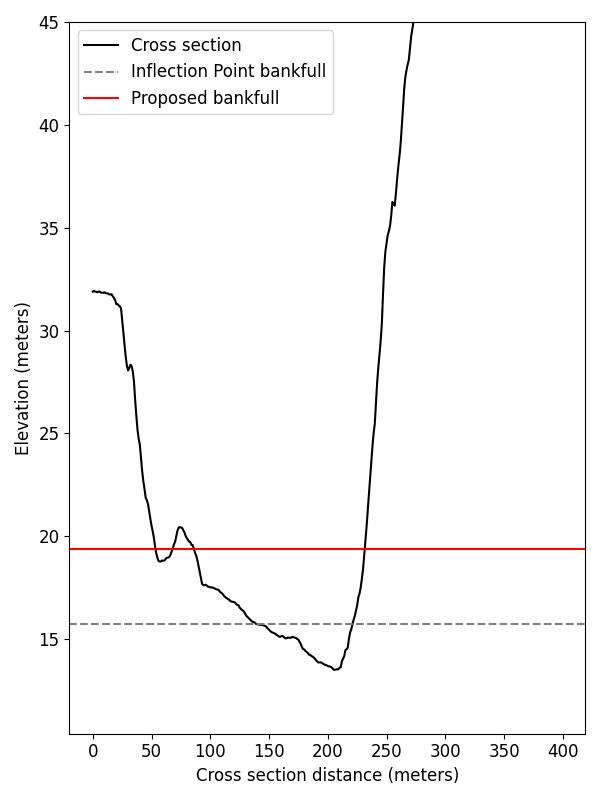 Cross section
Inflection Point bankfull
Proposed bankfull
45
40
35
30
25
20
15
Elevation (meters)
0 50 100 150 200 250 300 350 400
Cross section distance (meters)